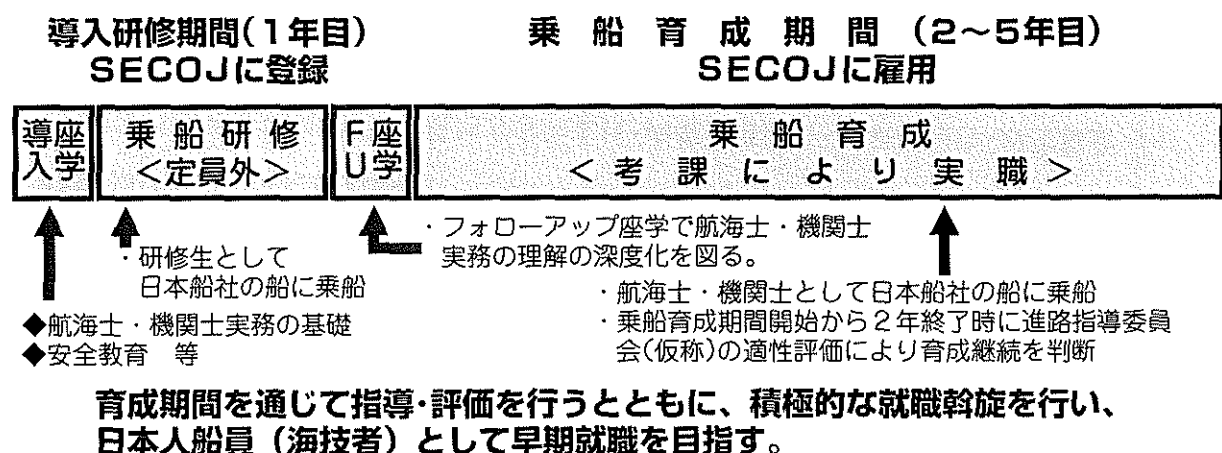 導入研修期間(1年目)
SECOJに登録
乗船育成期間(2〜5年目)
SECOJに雇用
導入座学
乗船研修
<定員外>
FU座学
乗船育成
<考課により実職>
・フォローアップ座学で航海士・機関士
実務の理解の深度化を図る。
・研修生として
日本船社の船に乗船
◆航海士・機関士実務の基礎
◆安全教育 等
・航海士・機関士として日本船社の船に乗船
・乗船育成期間開始から2年終了時に進路指導委員
会(仮称)の適性評価により育成継続を判断
育成期間を通じて指導・評価を行うとともに、積極的な就職斡旋を行い、
日本人船員(海技者)として早期就職を目指す。